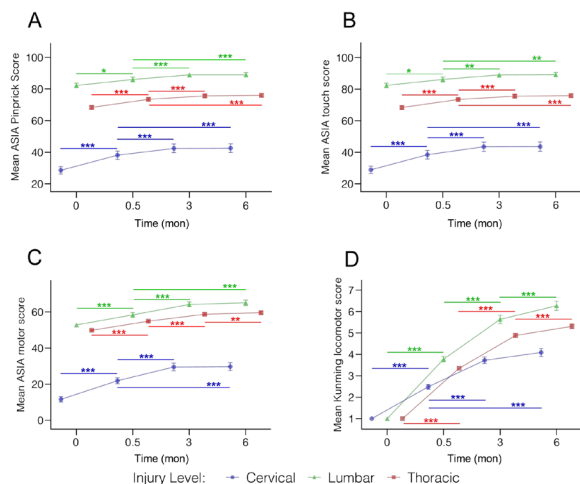 A
B
Mean ASIA Pinprick Score
100
80
60
40
20
* *** ***
*** *** ***
*** *** ***
0 0.5 3 6
Time (mon)
Mean ASIA touch Score
100
80
60
40
20
* ** **
*** *** ***
*** *** ***
0 0.5 3 6
Time (mon)
C
D
Mean ASIA motor score
60
40
20
0
*** *** ***
*** *** **
*** *** ***
0 0.5 3 6
Time (mon)
Mean Kunming locomotor score
7
6
5
4
3
2
1
*** *** ***
*** *** ***
*** *** ***
0 0.5 3 6
Time (mon)
Injury Level: Cervical Lumbar Thoracic